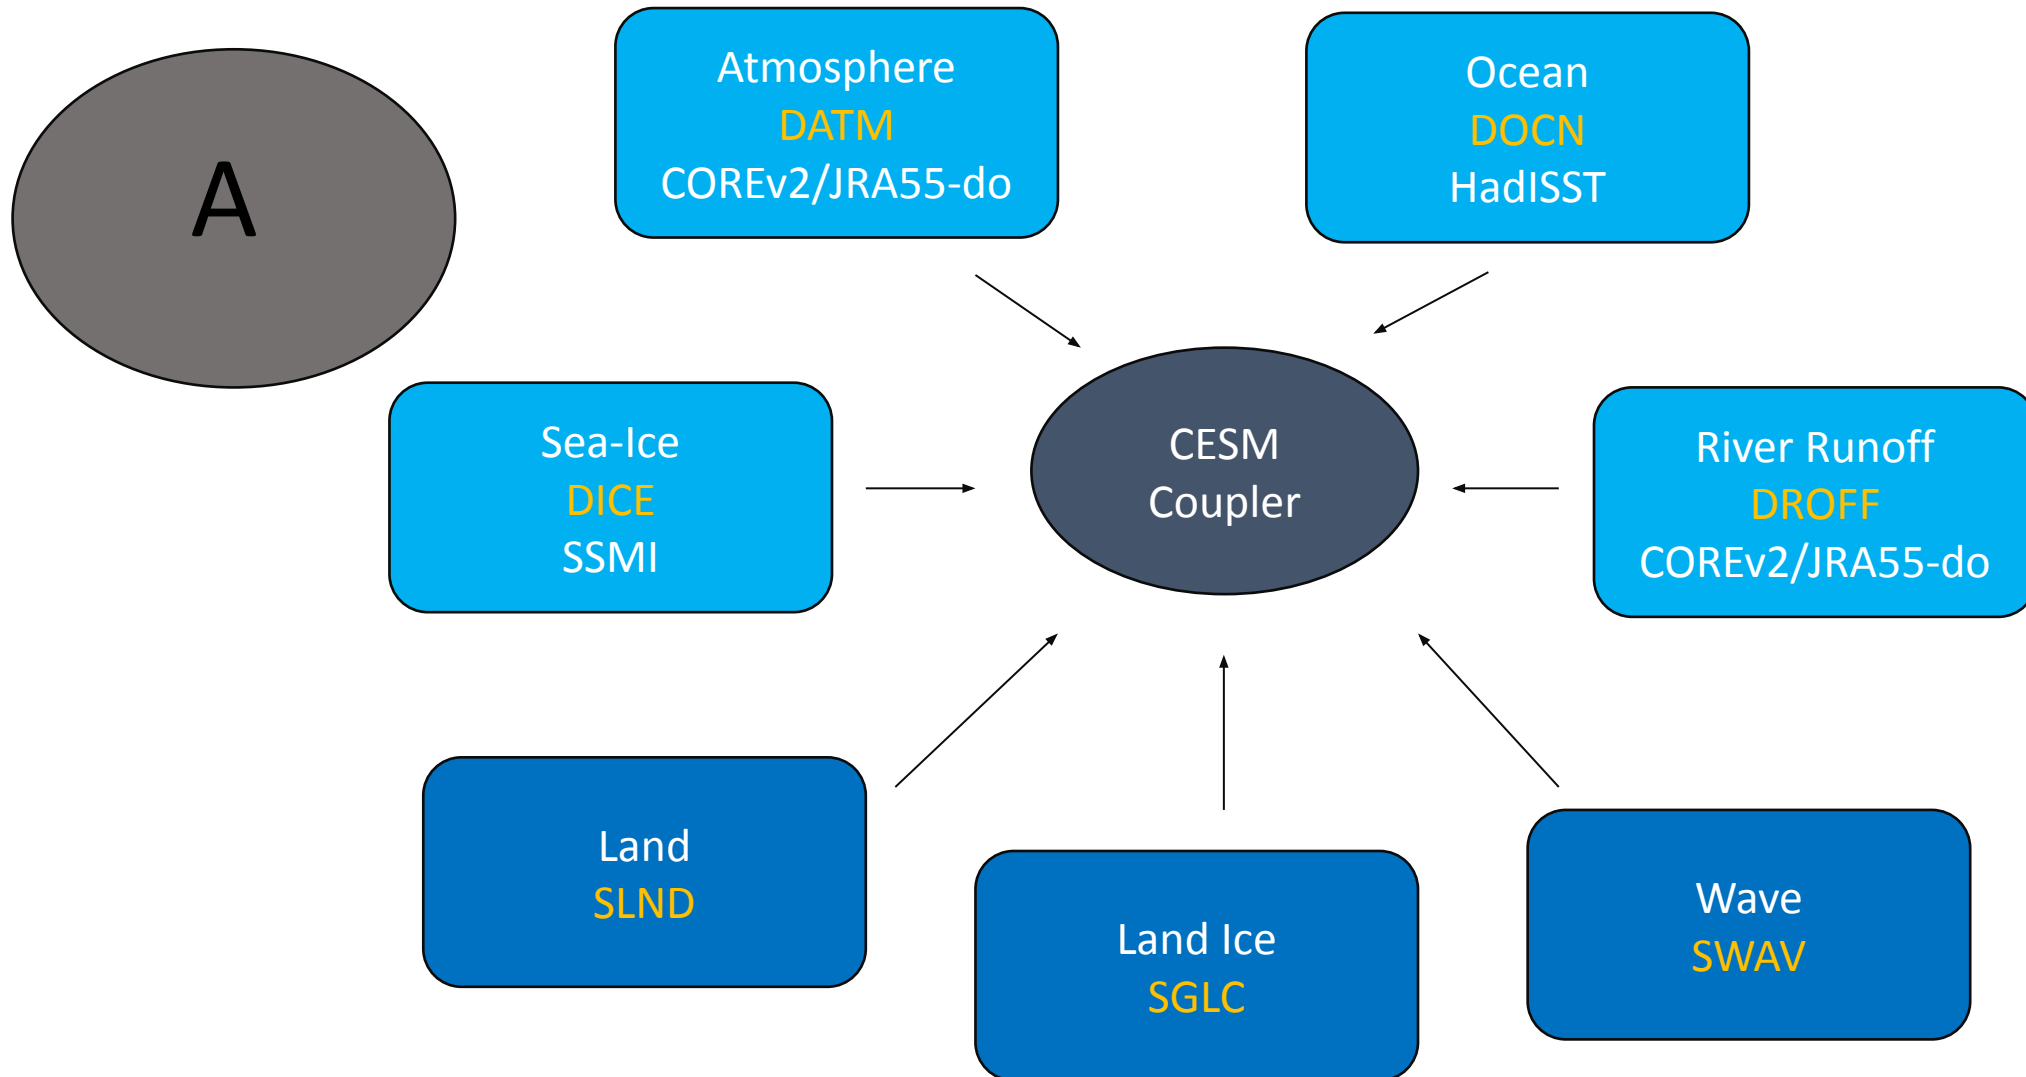 A
Atmosphere
DATM
COREv2/JRA55-do
Ocean
DOCN
HadISST
Sea-Ice
DICE
SSMI
CESM
Coupler
River Runoff
DROFF
COREv2/JRA55-do
Land
SLND
Land Ice
SGLC
Wave
SWAV